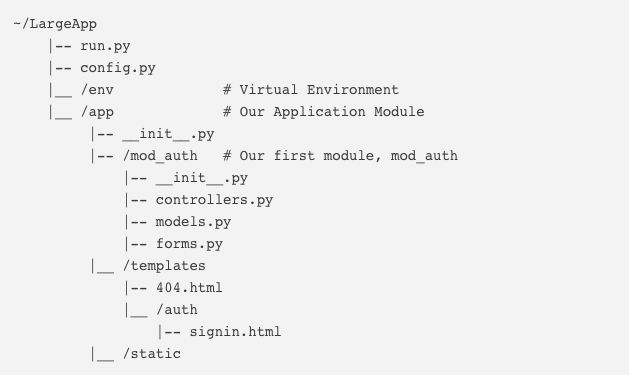 ~/LargeApp
    |-- run.py
    |-- config.py
    |__ /env             # Virtual Environment
    |__ /app             # Our Application Module
         |-- __init__.py
         |-- /mod_auth   # Our first module, mod_auth
             |-- __init__.py
             |-- controllers.py
             |-- models.py
             |-- forms.py
         |__ /templates
             |-- 404.html
             |__ /auth
                 |-- signin.html
         |__ /static